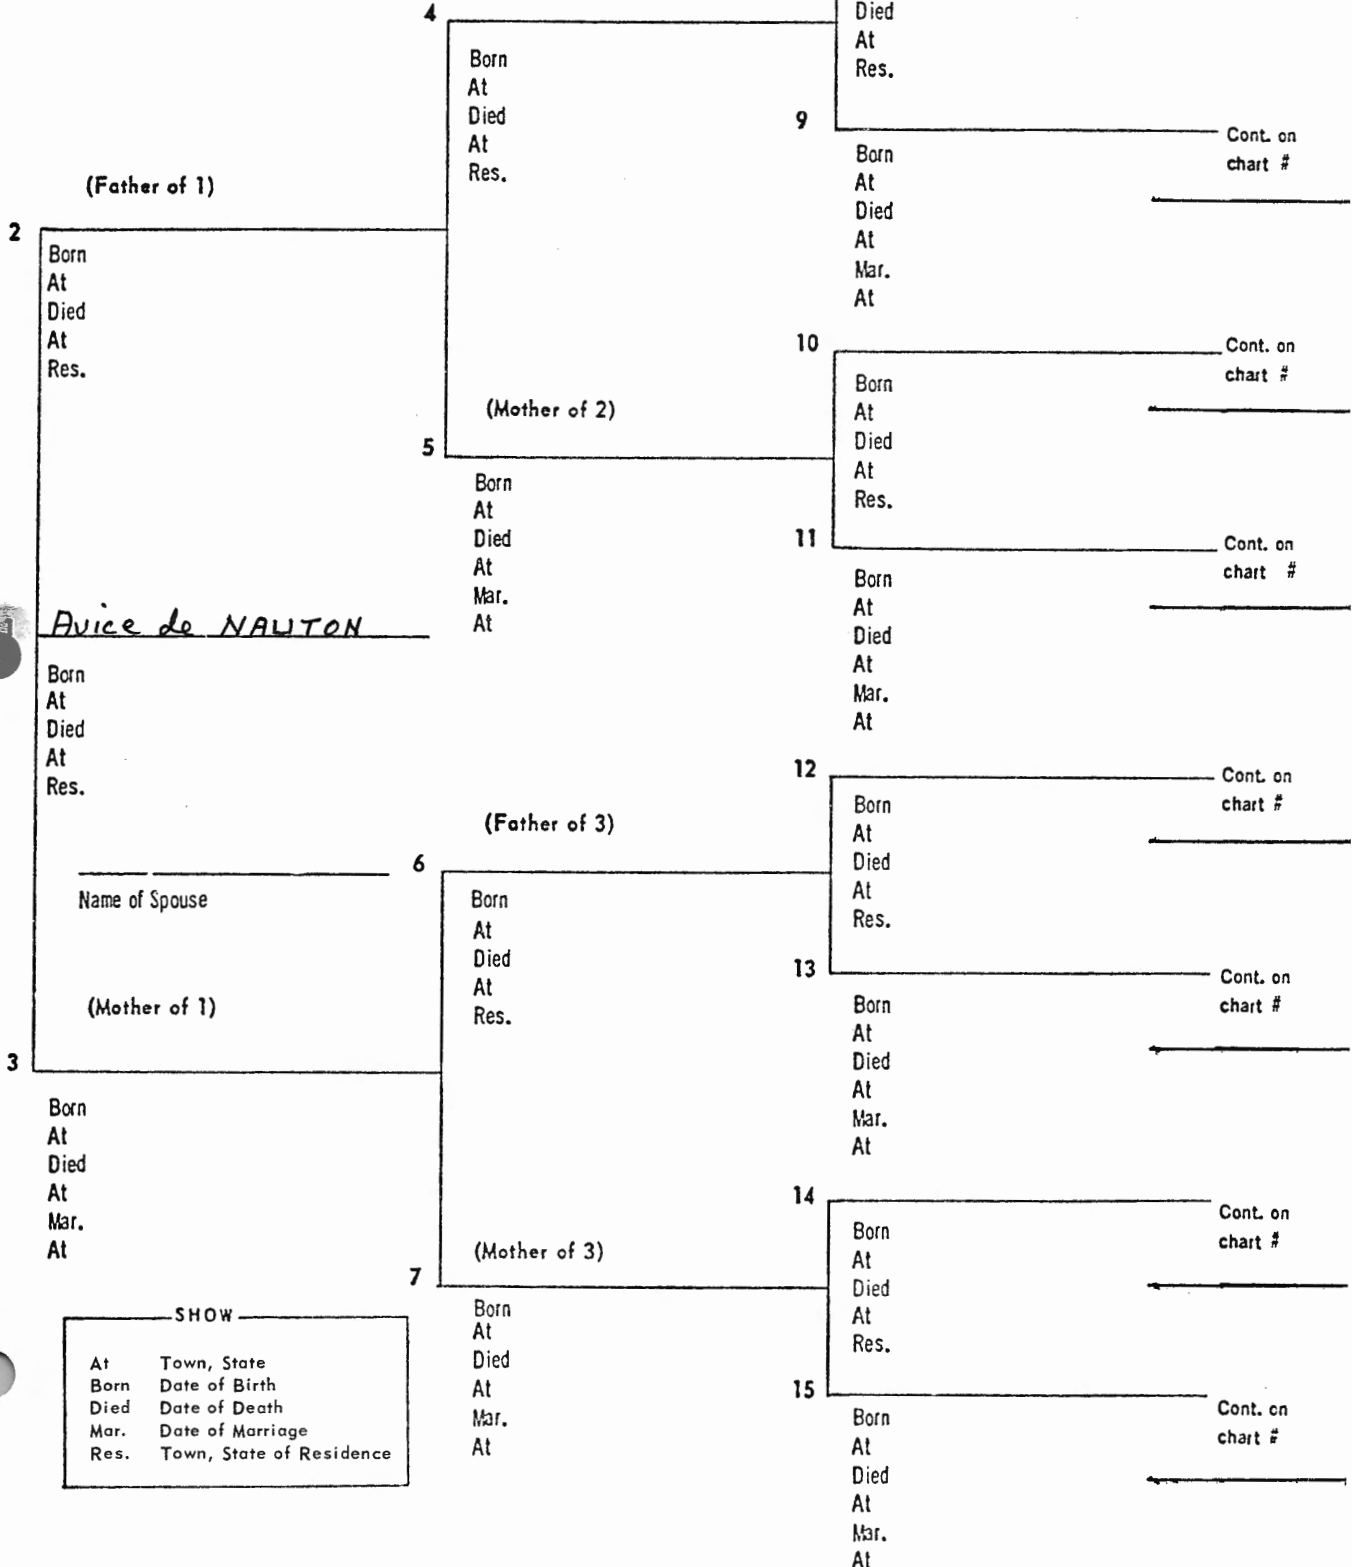 4
Born
At
Died
At
Res.
Died
At
Res.
9
Cont. on
chart #
Born
At
Died
At
Mar.
At
(Father of 1)
2
Born
At
Died
At
Res.
10
Cont. on
chart #
Born
At
Died
At
Res.
(Mother of 2)
5
Born
At
Died
At
Mar.
At
11
Cont. on
chart #
Born
At
Died
At
Mar.
At
Avice de NAUTON
Born
At
Died
At
Res.
Name of Spouse
12
Cont. on
chart #
Born
At
Died
At
Res.
(Father of 3)
6
Born
At
Died
At
Res.
13
Cont. on
chart #
Born
At
Died
At
Mar.
At
(Mother of 1)
3
Born
At
Died
At
Mar.
At
14
Cont. on
chart #
Born
At
Died
At
Res.
(Mother of 3)
7
Born
At
Died
At
Mar.
At
15
Cont. on
chart #
Born
At
Died
At
Mar.
At
SHOW
At Town, State
Born Date of Birth
Died Date of Death
Mar. Date of Marriage
Res. Town, State of Residence